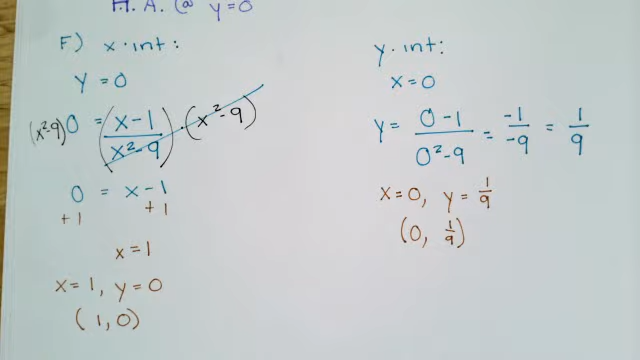 H. A. @ y=0
F) x-int:
y=0
(x²-9) 0 = (x-1 / x²-9) · (x²-9)
0 = x-1
+1 +1
x=1
x=1, y=0
(1,0)
y-int:
x=0
y= 0-1 / 0²-9 = -1 / -9 = 1/9
x=0, y= 1/9
(0, 1/9)